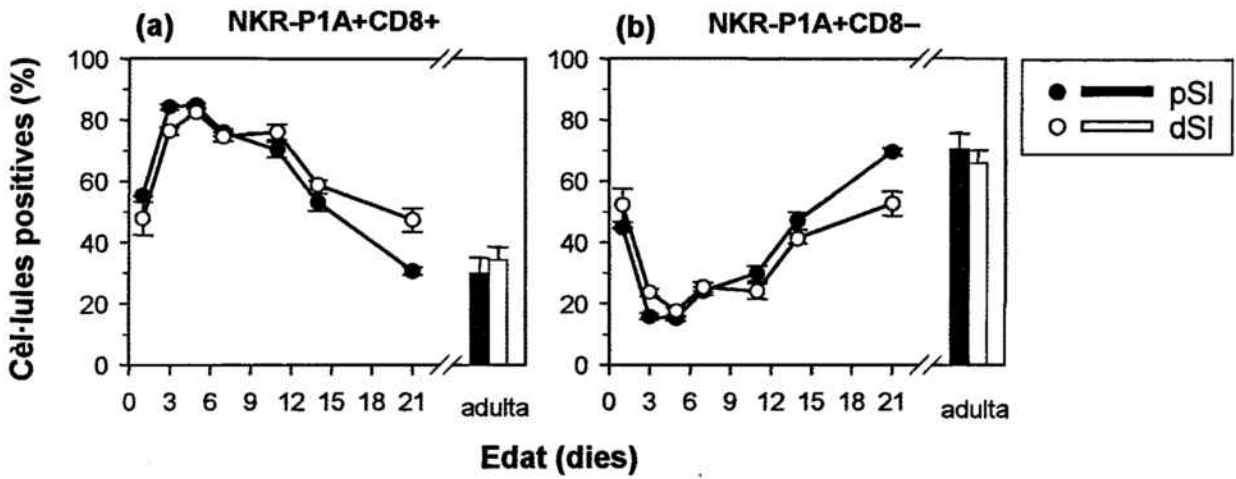 (a) NKR-P1A+CD8+
(b) NKR-P1A+CD8–
Cèl·lules positives (%)
100
80
60
40
20
0
0 3 6 9 12 15 18 21 adulta
100
80
60
40
20
0
0 3 6 9 12 15 18 21 adulta
pSI
dSI
Edat (dies)